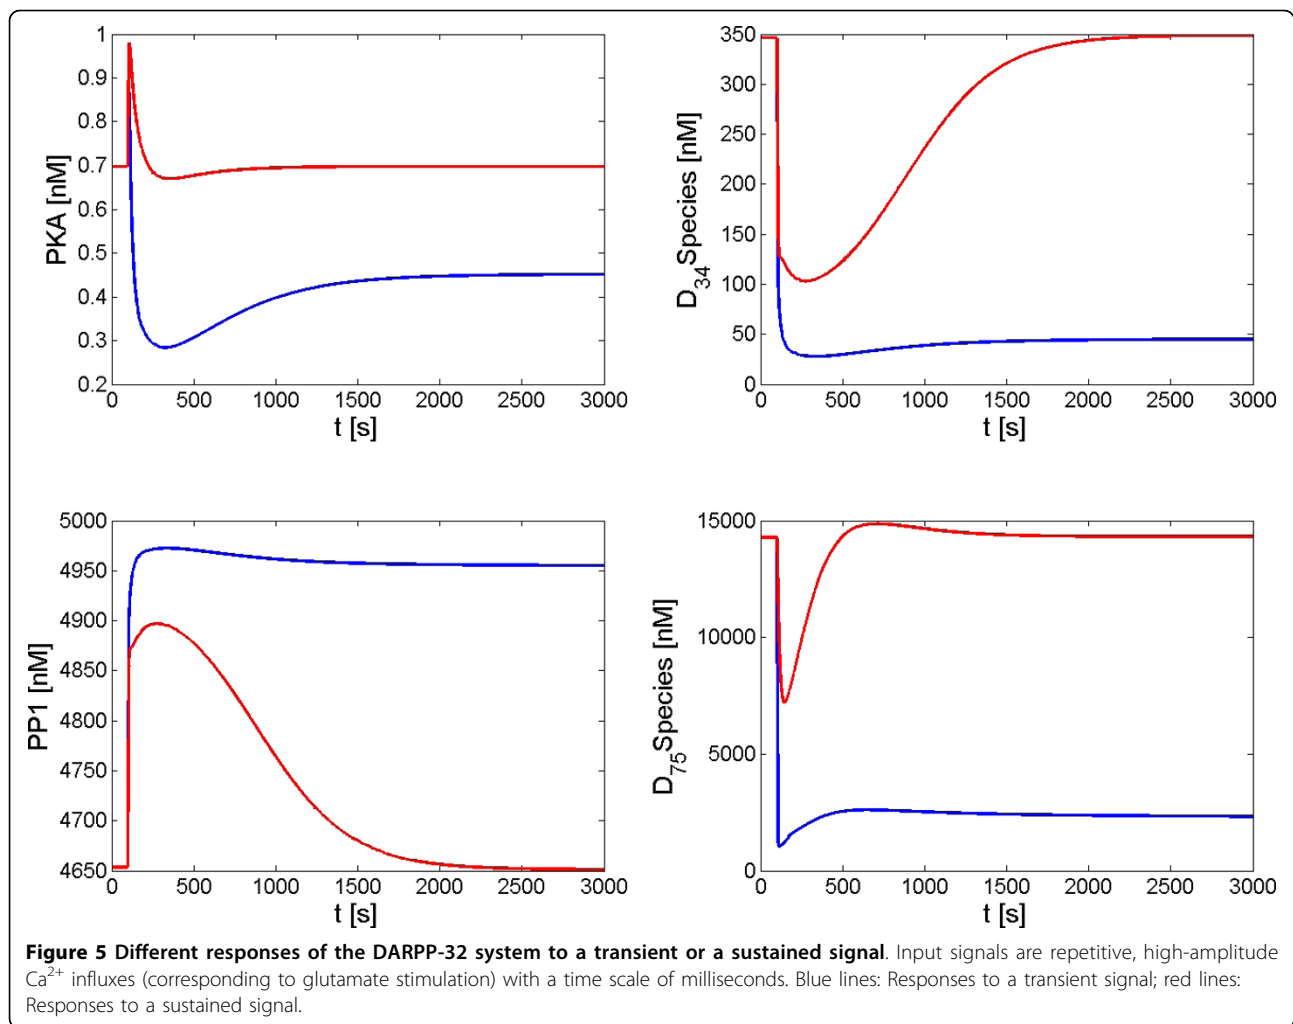 1
0.9
0.8
0.7
0.6
0.5
0.4
0.3
0.2
PKA [nM]
0 500 1000 1500 2000 2500 3000
t [s]
350
300
250
200
150
100
50
0
D34Species [nM]
0 500 1000 1500 2000 2500 3000
t [s]
5000
4950
4900
4850
4800
4750
4700
4650
PP1 [nM]
0 500 1000 1500 2000 2500 3000
t [s]
15000
10000
5000
0
D75Species [nM]
0 500 1000 1500 2000 2500 3000
t [s]
Figure 5 Different responses of the DARPP-32 system to a transient or a sustained signal. Input signals are repetitive, high-amplitude
Ca2+ influxes (corresponding to glutamate stimulation) with a time scale of milliseconds. Blue lines: Responses to a transient signal; red lines:
Responses to a sustained signal.